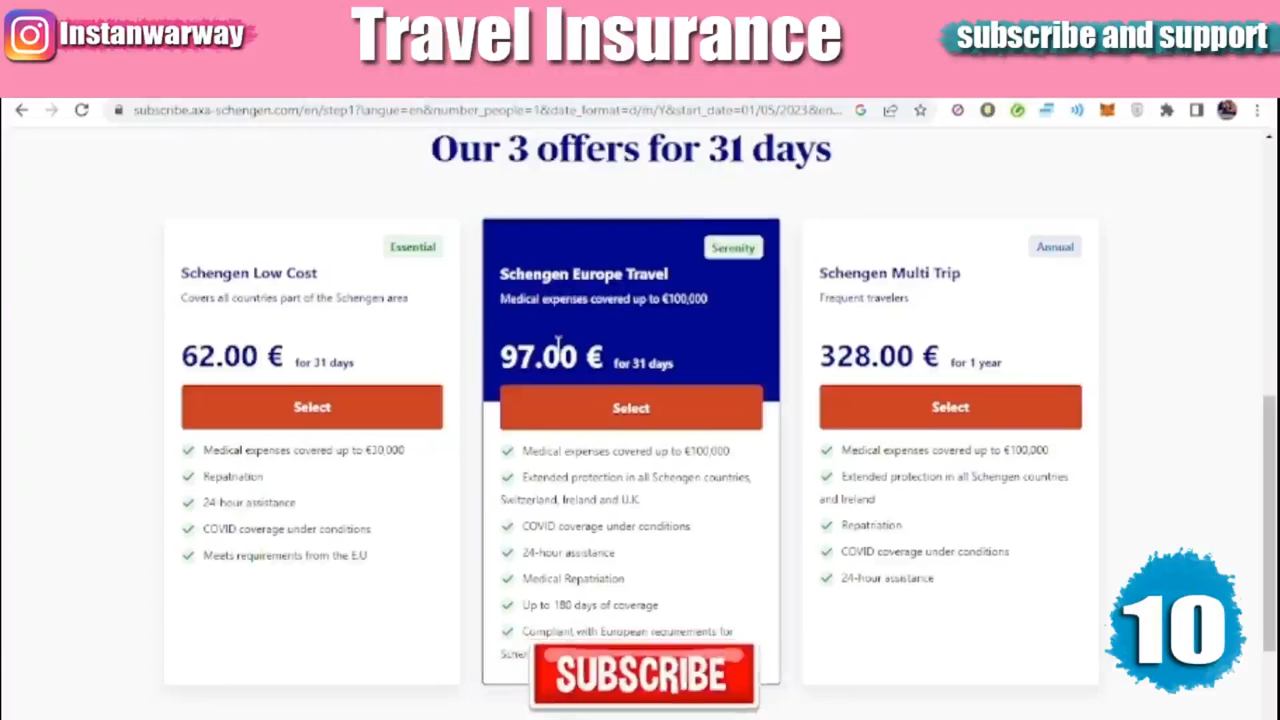 Instanwarway
Travel Insurance
subscribe and support
subscribe.axa-schengen.com/en/step1?langue=en&number_people=1&date_format=d/m/Y&start_date=01/05/2023&en...
Our 3 offers for 31 days
Essential
Schengen Low Cost
Covers all countries part of the Schengen area
62.00 € for 31 days
Select
Medical expenses covered up to €30,000
Repatriation
24-hour assistance
COVID coverage under conditions
Meets requirements from the E.U
Serenity
Schengen Europe Travel
Medical expenses covered up to €100,000
97.00 € for 31 days
Select
Medical expenses covered up to €100,000
Extended protection in all Schengen countries,
Switzerland, Ireland and U.K.
COVID coverage under conditions
24-hour assistance
Medical Repatriation
Up to 180 days of coverage
Compliant with European requirements for
Annual
Schengen Multi Trip
Frequent travelers
328.00 € for 1 year
Select
Medical expenses covered up to €100,000
Extended protection in all Schengen countries
and Ireland
Repatriation
COVID coverage under conditions
24-hour assistance
10
SUBSCRIBE